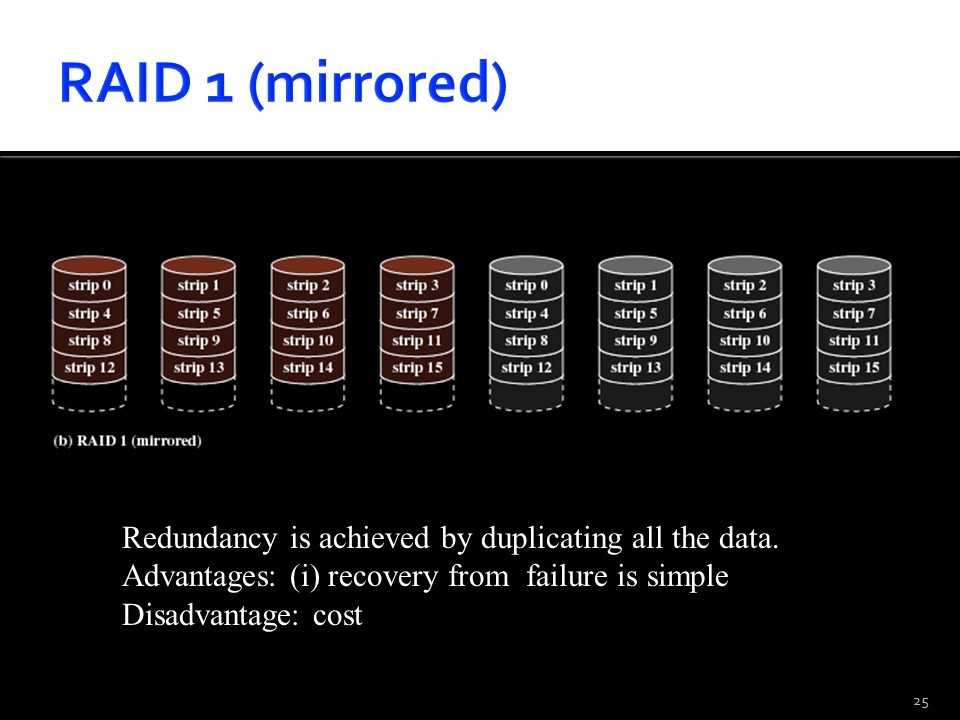 RAID 1 (mirrored)
strip 0 strip 1 strip 2 strip 3 strip 0 strip 1 strip 2 strip 3
strip 4 strip 5 strip 6 strip 7 strip 4 strip 5 strip 6 strip 7
strip 8 strip 9 strip 10 strip 11 strip 8 strip 9 strip 10 strip 11
strip 12 strip 13 strip 14 strip 15 strip 12 strip 13 strip 14 strip 15
(b) RAID 1 (mirrored)
Redundancy is achieved by duplicating all the data.
Advantages: (i) recovery from failure is simple
Disadvantage: cost
25